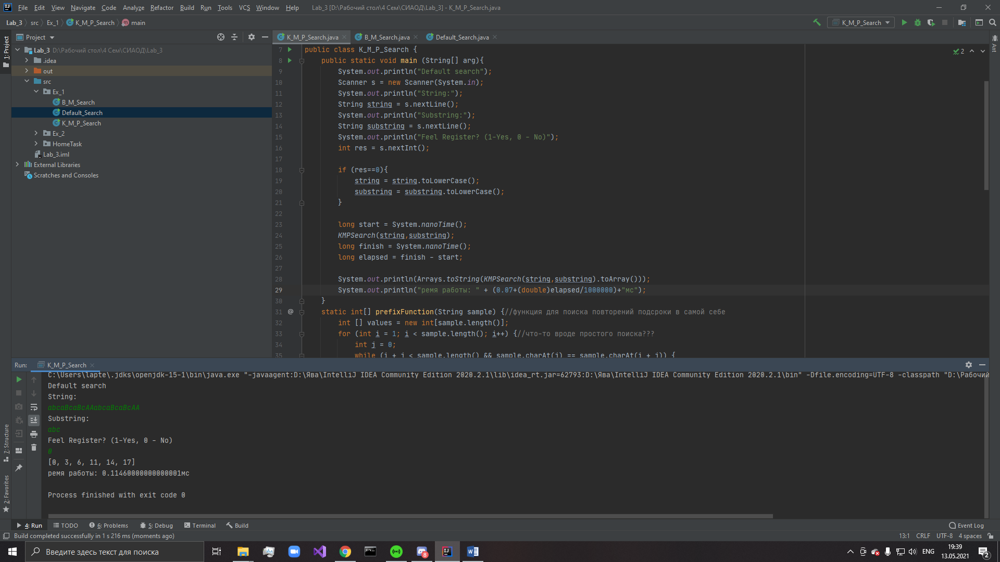 File Edit View Navigate Code Analyze Refactor Build Run Tools VCS Window Help Lab_3 [D:\Рабочий стол\4 Сем\СИАОД\Lab_3] - K_M_P_Search.java
Lab_3 src Ex_1 K_M_P_Search main K_M_P_Search
1: Project
Project
K_M_P_Search.java B_M_Search.java Default_Search.java
Ant
Lab_3 D:\Рабочий стол\4 Сем\СИАОД\Lab_3
.idea
out
src
Ex_1
B_M_Search
Default_Search
K_M_P_Search
Ex_2
HomeTask
Lab_3.iml
External Libraries
Scratches and Consoles
2
7 public class K_M_P_Search {
8 public static void main (String[] arg){
9 System.out.println("Default search");
10 Scanner s = new Scanner(System.in);
11 System.out.println("String:");
12 String string = s.nextLine();
13 System.out.println("Substring:");
14 String substring = s.nextLine();
15 System.out.println("Feel Register? (1-Yes, 0 - No)");
16 int res = s.nextInt();
17
18 if (res==0){
19 string = string.toLowerCase();
20 substring = substring.toLowerCase();
21 }
22
23 long start = System.nanoTime();
24 KMPSearch(string,substring);
25 long finish = System.nanoTime();
26 long elapsed = finish - start;
27
28 System.out.println(Arrays.toString(KMPSearch(string,substring).toArray()));
29 System.out.println("ремя работы: " + (0.07+(double)elapsed/1000000)+"мс");
30 }
31 @ static int[] prefixFunction(String sample) {//функция для поиска повторений подсроки в самой себе
32 int [] values = new int[sample.length()];
33 for (int i = 1; i < sample.length(); i++) {//что-то вроде простого поиска???
34 int j = 0;
35 while (i + j < sample.length() && sample.charAt(j) == sample.charAt(i + j)) {
Run: K_M_P_Search
C:\Users\lapte\.jdks\openjdk-15-1\bin\java.exe "-javaagent:D:\Ява\IntelliJ IDEA Community Edition 2020.2.1\lib\idea_rt.jar=62793:D:\Ява\IntelliJ IDEA Community Edition 2020.2.1\bin" -Dfile.encoding=UTF-8 -classpath "D:\Рабочий
Default search
String:
abcaBcaBcAAabcaBcaBcAA
Substring:
abc
Feel Register? (1-Yes, 0 - No)
0
[0, 3, 6, 11, 14, 17]
ремя работы: 0.11460000000000001мс
Process finished with exit code 0
7: Structure
2: Favorites
4: Run TODO 6: Problems 5: Debug Terminal Build Event Log
Build completed successfully in 1 s 216 ms (moments ago) 13:1 CRLF UTF-8 4 spaces
Введите здесь текст для поиска 8 ENG 19:39
13.05.2021 2